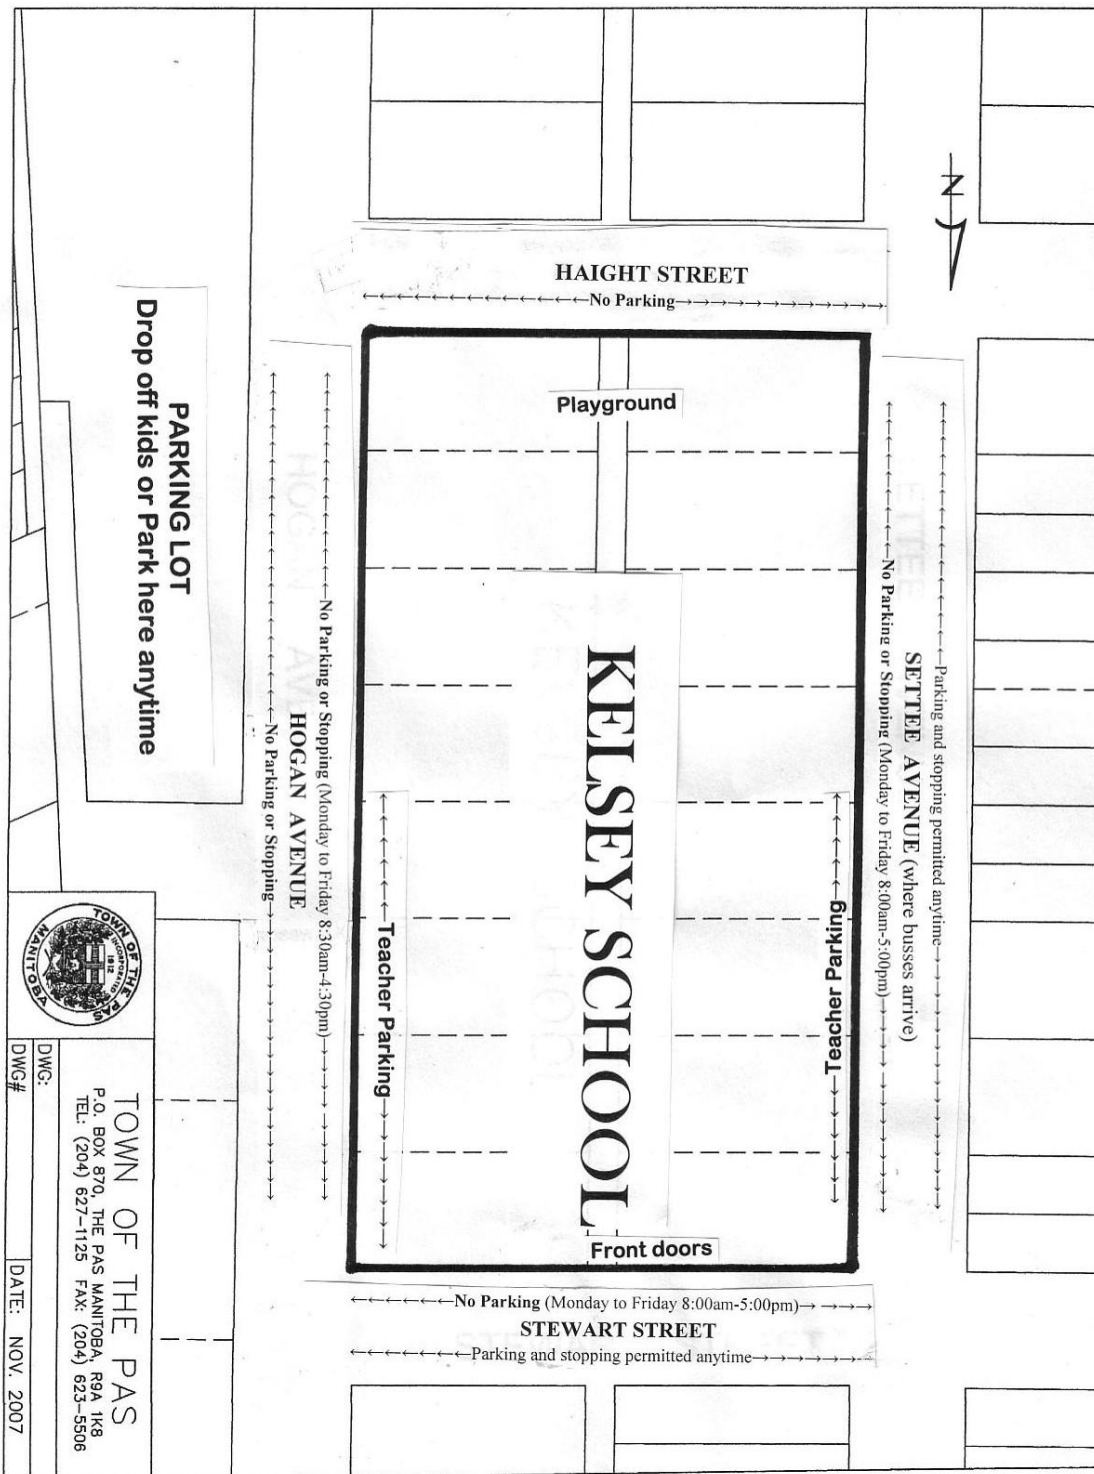 N
HAIGHT STREET
←←←←←←←←←←←←←No Parking→→→→→→→→→→→→
Playground
PARKING LOT
Drop off kids or Park here anytime
No Parking or Stopping (Monday to Friday 8:30am-4:30pm)
HOGAN AVENUE
No Parking or Stopping
HOGAN AVE
Teacher Parking
KELSEY SCHOOL
Teacher Parking
Parking and stopping permitted anytime
SETTEE AVENUE (where busses arrive)
No Parking or Stopping (Monday to Friday 8:00am-5:00pm)
ETTEE
Front doors
←←←←←←No Parking (Monday to Friday 8:00am-5:00pm)→→→→→
STEWART STREET
←←←←←←←Parking and stopping permitted anytime→→→→→→→
TOWN OF THE PAS
INCORPORATED
1912
MANITOBA
TOWN OF THE PAS
P.O. BOX 870, THE PAS MANITOBA, R9A 1K8
TEL: (204) 627-1125 FAX: (204) 623-5506
DWG:
DWG#
DATE: NOV. 2007